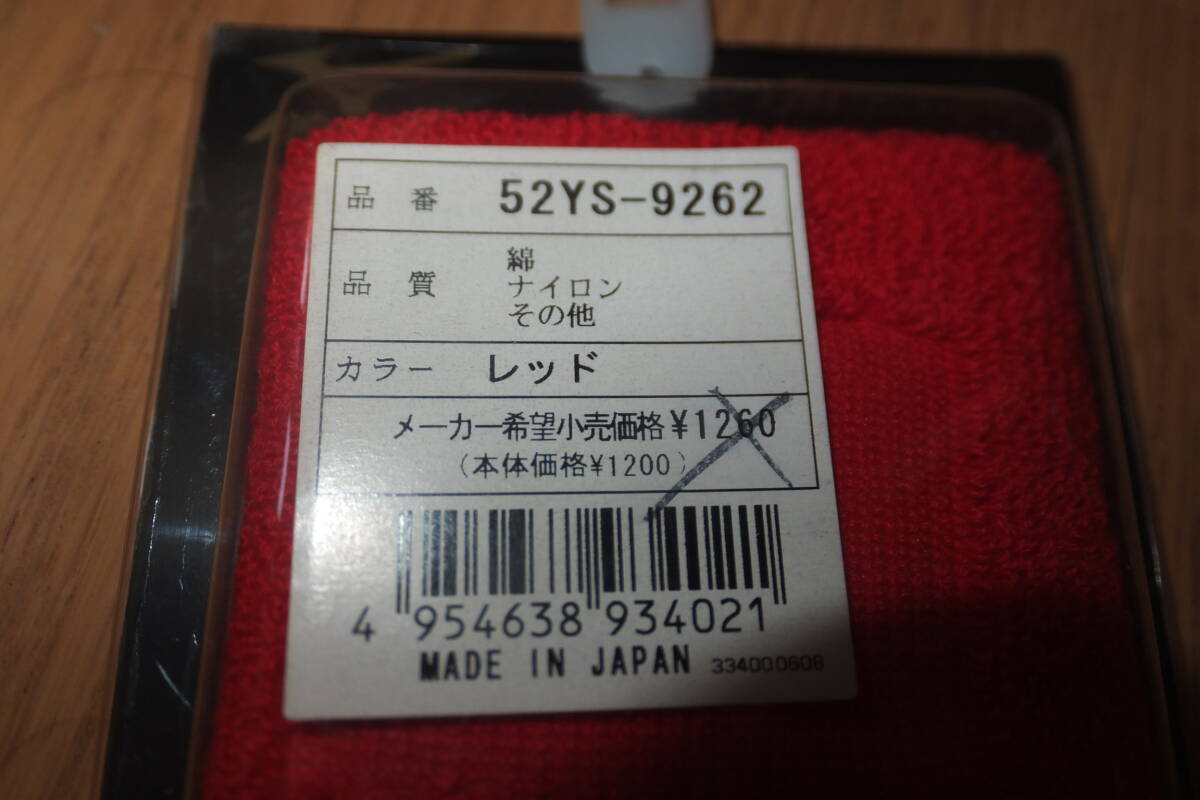 品番 52YS-9262
品質 綿
ナイロン
その他
カラー レッド
メーカー希望小売価格 ¥1260
(本体価格¥1200)
4 954638 934021
MADE IN JAPAN 334000608